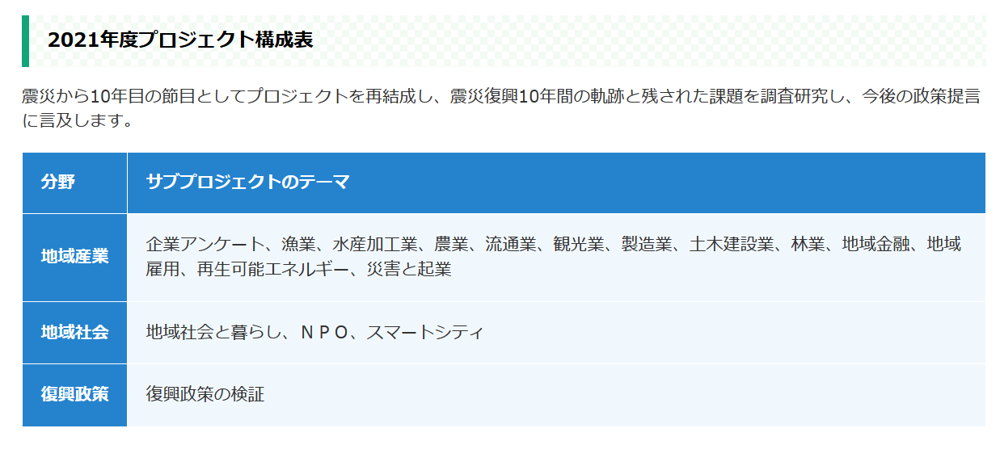 2021年度プロジェクト構成表
震災から10年目の節目としてプロジェクトを再結成し、震災復興10年間の軌跡と残された課題を調査研究し、今後の政策提言
に言及します。
分野
サブプロジェクトのテーマ
地域産業
企業アンケート、漁業、水産加工業、農業、流通業、観光業、製造業、土木建設業、林業、地域金融、地域
雇用、再生可能エネルギー、災害と起業
地域社会
地域社会と暮らし、ＮＰＯ、スマートシティ
復興政策
復興政策の検証